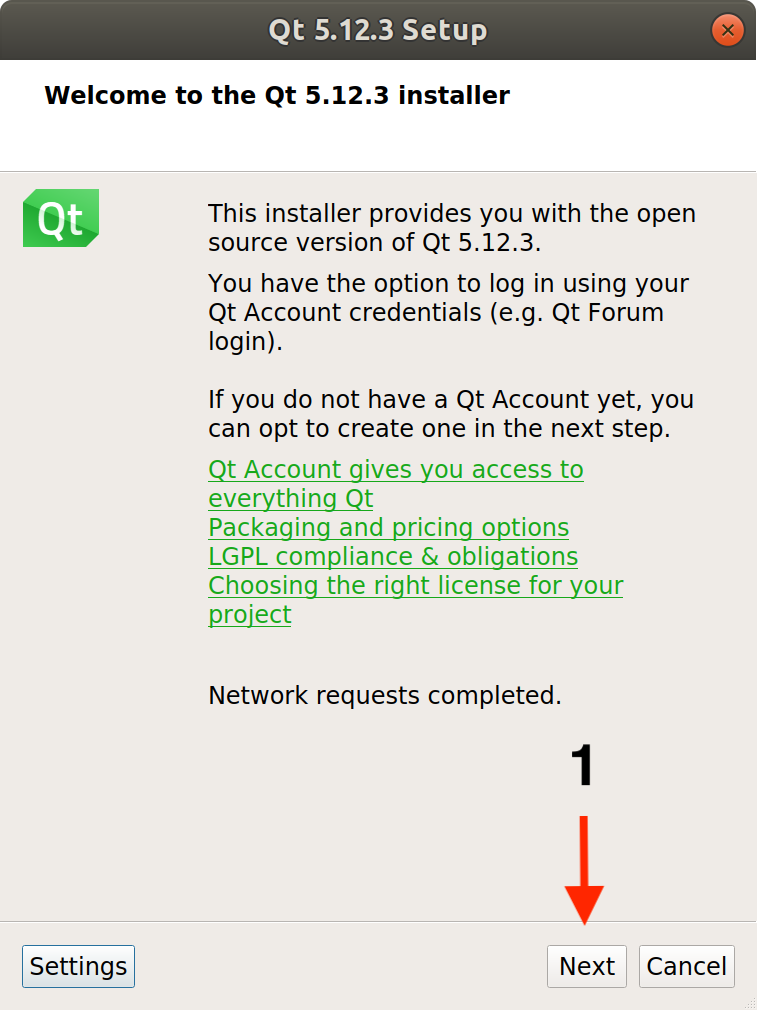 Qt 5.12.3 Setup
Welcome to the Qt 5.12.3 installer
Qt
This installer provides you with the open
source version of Qt 5.12.3.
You have the option to log in using your
Qt Account credentials (e.g. Qt Forum
login).
If you do not have a Qt Account yet, you
can opt to create one in the next step.
Qt Account gives you access to
everything Qt
Packaging and pricing options
LGPL compliance & obligations
Choosing the right license for your
project
Network requests completed.
1
Settings
Next
Cancel